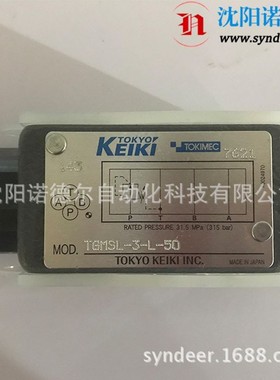 沈阳诺
www.syndeer.
TOKYO
KEIKI
TOKIMEC
T
A
B
P
P T B A
RATED PRESSURE 31.5 MPa (315 bar)
沈阳诺德尔自动化科技有限
MOD. TGMSL-3-L-50
TOKYO KEIKI INC.
MADE IN JAPAN
syndeer.1688.c